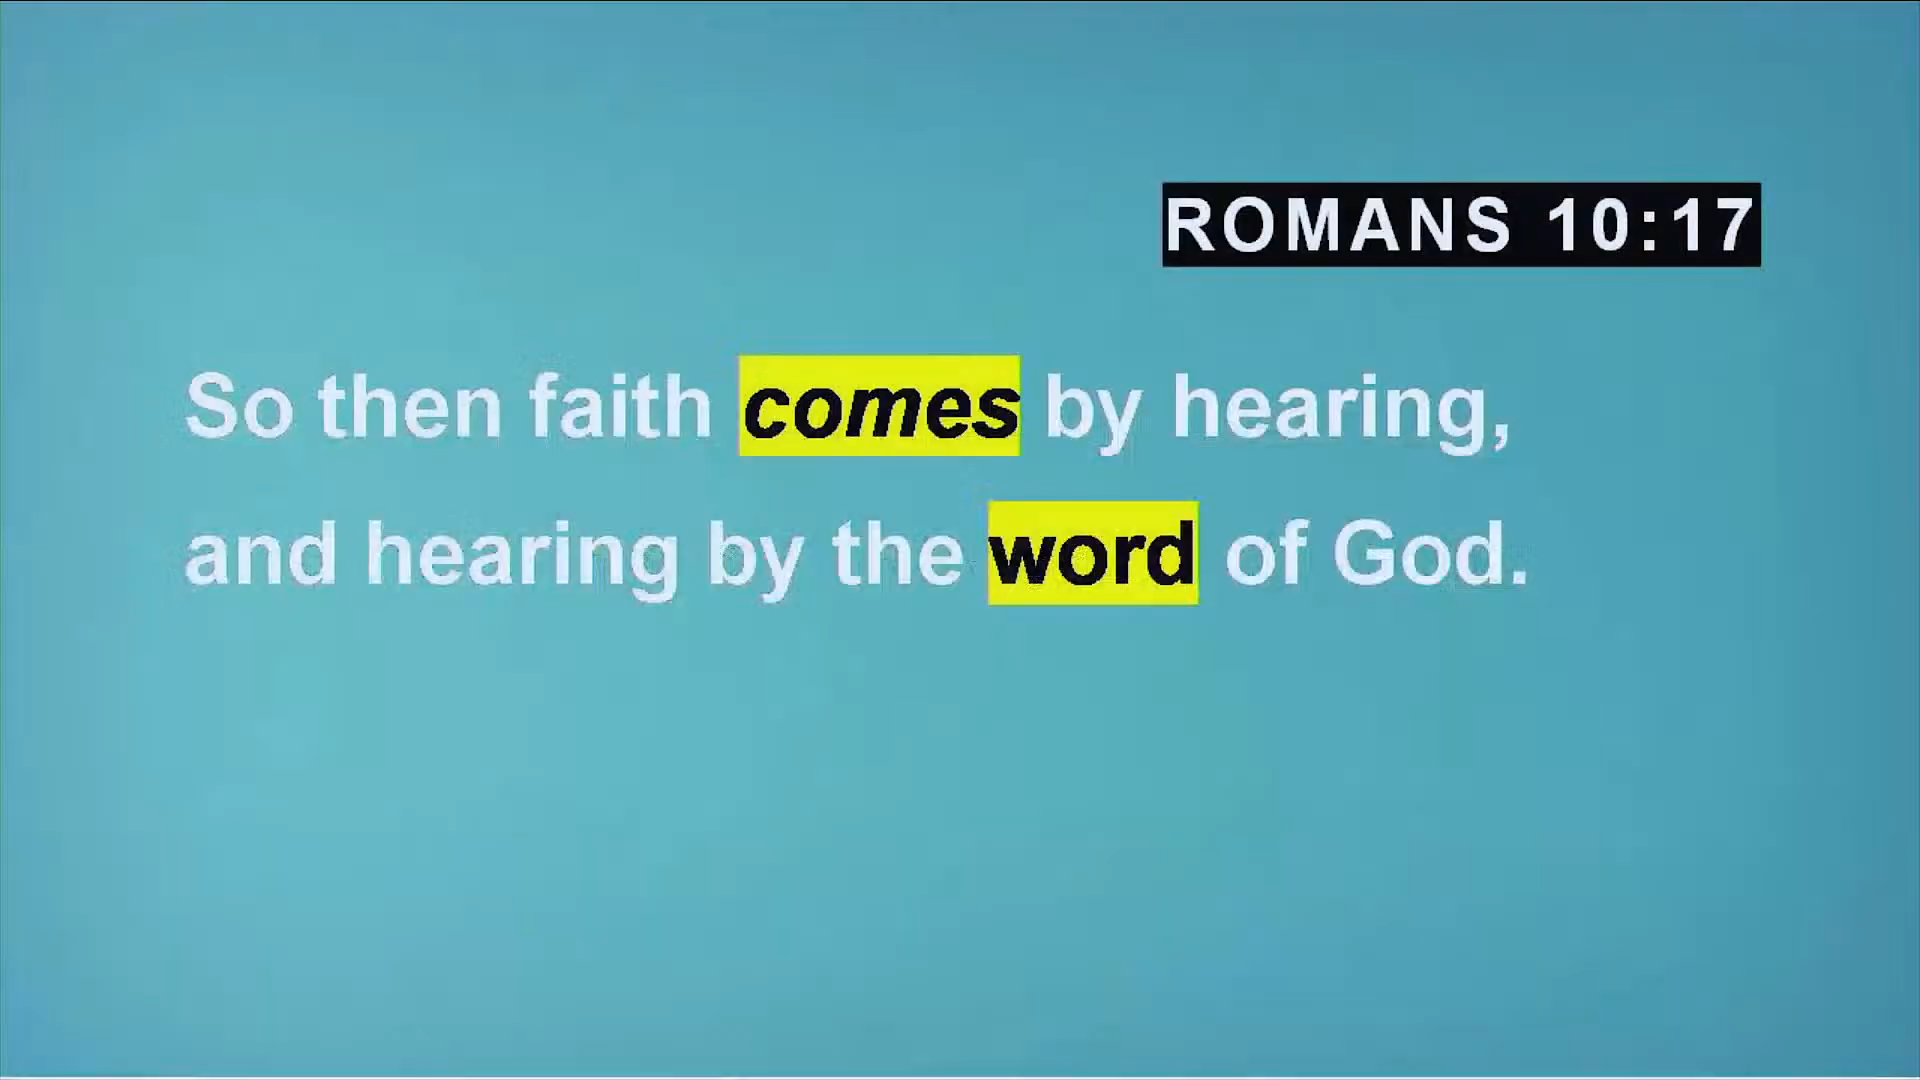 ROMANS 10:17
So then faith comes by hearing,
and hearing by the word of God.